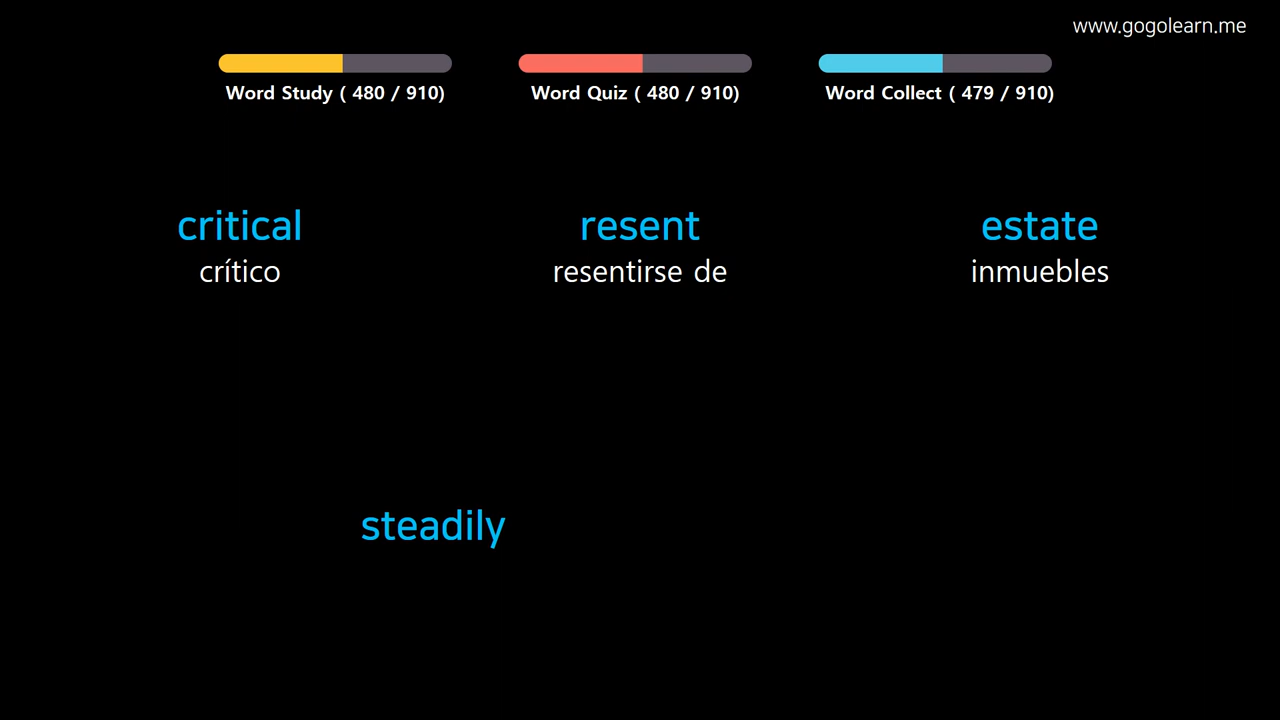 www.gogolearn.me
Word Study ( 480 / 910)
Word Quiz ( 480 / 910)
Word Collect ( 479 / 910)
critical
crítico
resent
resentirse de
estate
inmuebles
steadily